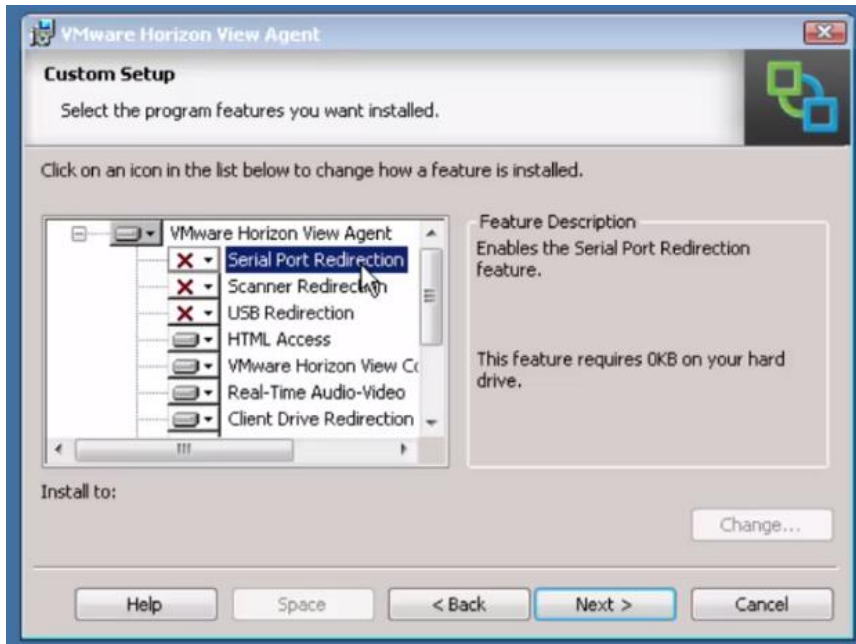 VMware Horizon View Agent
Custom Setup
Select the program features you want installed.
Click on an icon in the list below to change how a feature is installed.
VMware Horizon View Agent
Serial Port Redirection
Scanner Redirection
USB Redirection
HTML Access
VMware Horizon View Co
Real-Time Audio-Video
Client Drive Redirection
Feature Description
Enables the Serial Port Redirection
feature.
This feature requires 0KB on your hard
drive.
Install to:
Change...
Help
Space
< Back
Next >
Cancel